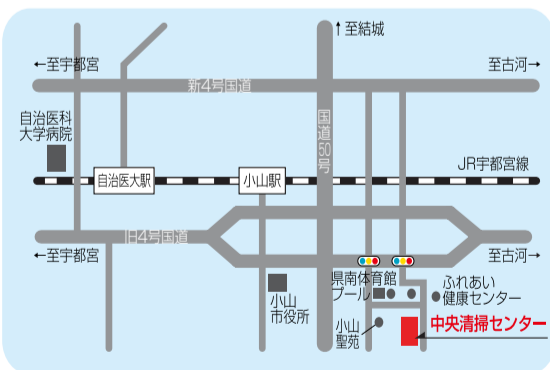 ↑至結城
←至宇都宮
至古河→
新4号国道
自治医科
大学病院
国道50号
JR宇都宮線
自治医大駅
小山駅
旧4号国道
←至宇都宮
至古河→
県南体育館
プール
ふれあい
健康センター
小山
市役所
小山
聖苑
中央清掃センター